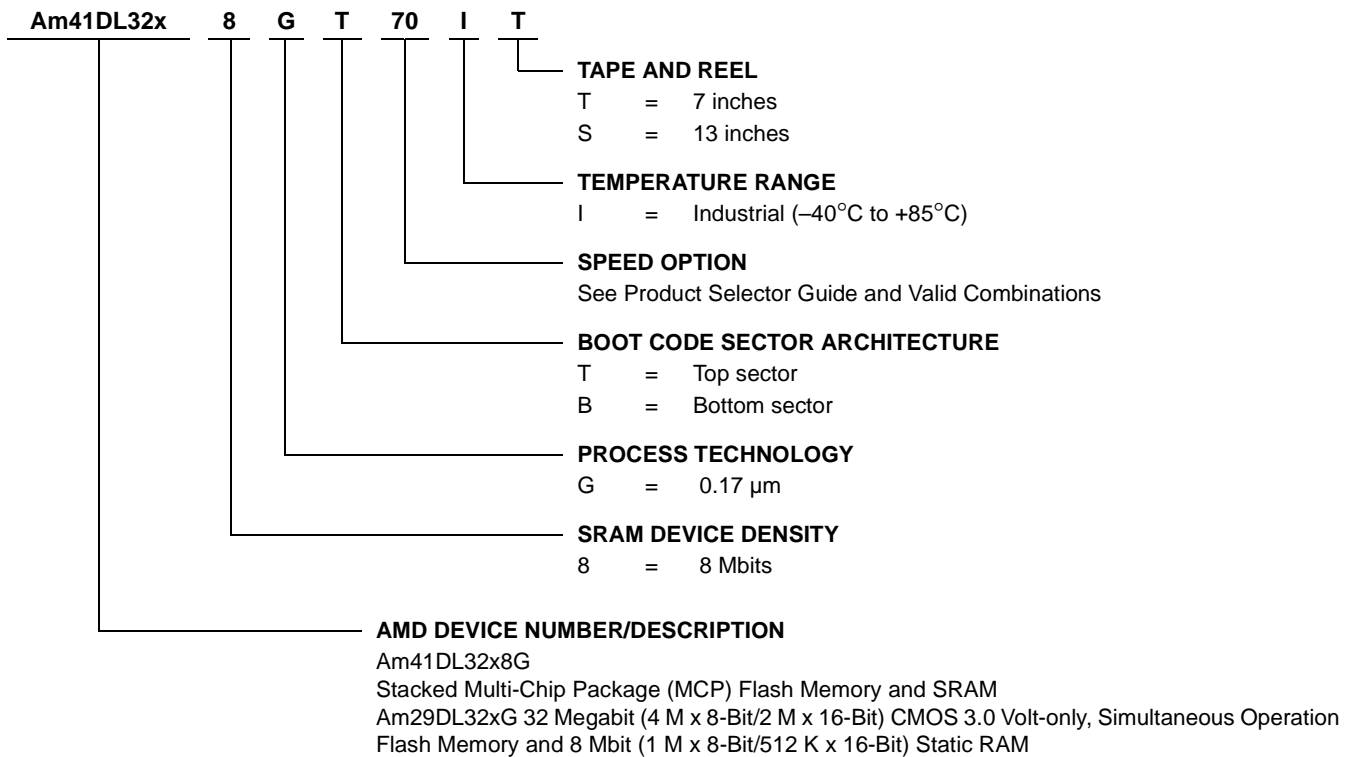 Am41DL32x 8 G T 70 I T
TAPE AND REEL
T = 7 inches
S = 13 inches
TEMPERATURE RANGE
I = Industrial (–40°C to +85°C)
SPEED OPTION
See Product Selector Guide and Valid Combinations
BOOT CODE SECTOR ARCHITECTURE
T = Top sector
B = Bottom sector
PROCESS TECHNOLOGY
G = 0.17 µm
SRAM DEVICE DENSITY
8 = 8 Mbits
AMD DEVICE NUMBER/DESCRIPTION
Am41DL32x8G
Stacked Multi-Chip Package (MCP) Flash Memory and SRAM
Am29DL32xG 32 Megabit (4 M x 8-Bit/2 M x 16-Bit) CMOS 3.0 Volt-only, Simultaneous Operation
Flash Memory and 8 Mbit (1 M x 8-Bit/512 K x 16-Bit) Static RAM